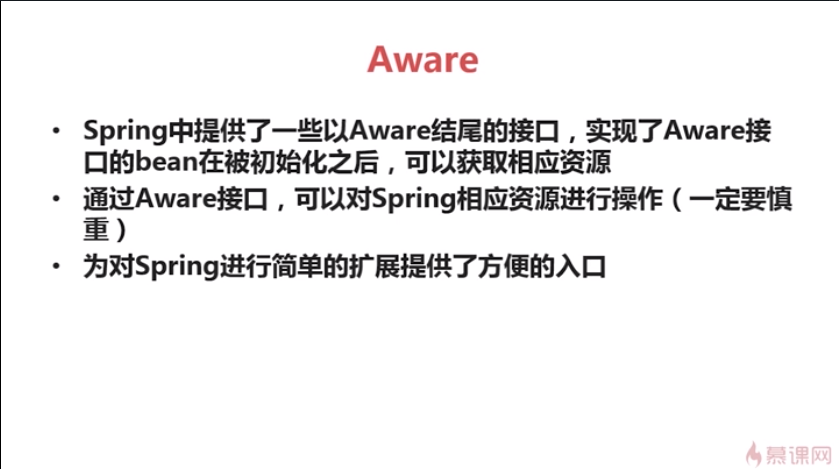 Aware
• Spring中提供了一些以Aware结尾的接口，实现了Aware接
口的bean在被初始化之后，可以获取相应资源
• 通过Aware接口，可以对Spring相应资源进行操作（一定要慎
重）
• 为对Spring进行简单的扩展提供了方便的入口
慕课网